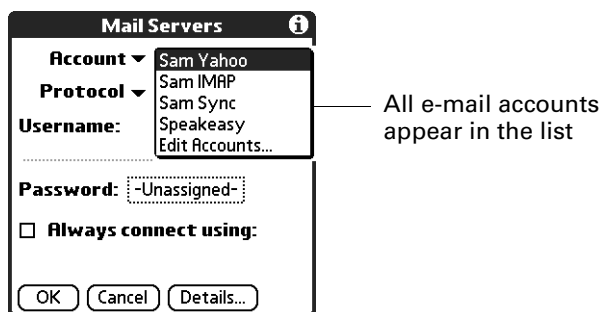 Mail Servers i
Account Sam Yahoo
Sam IMAP
Protocol
Sam Sync
Username: Speakeasy
Edit Accounts...
Password: -Unassigned-
Always connect using:
OK Cancel Details...
All e-mail accounts
appear in the list